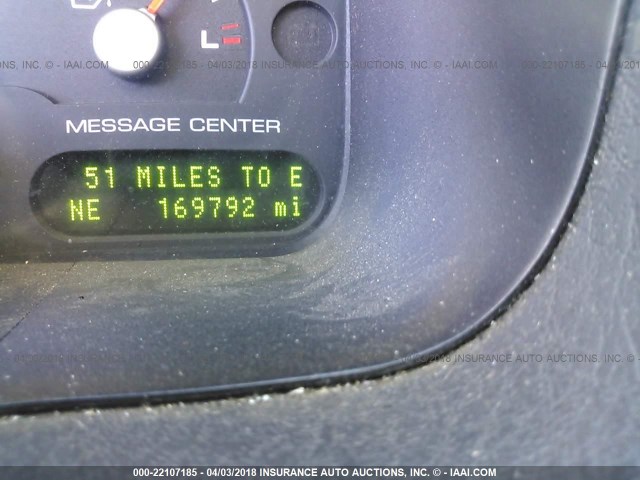 L
MESSAGE CENTER
51 MILES TO E
NE 169792 mi
000-22107185 - 04/03/2018 INSURANCE AUTO AUCTIONS, INC. © - IAAI.COM